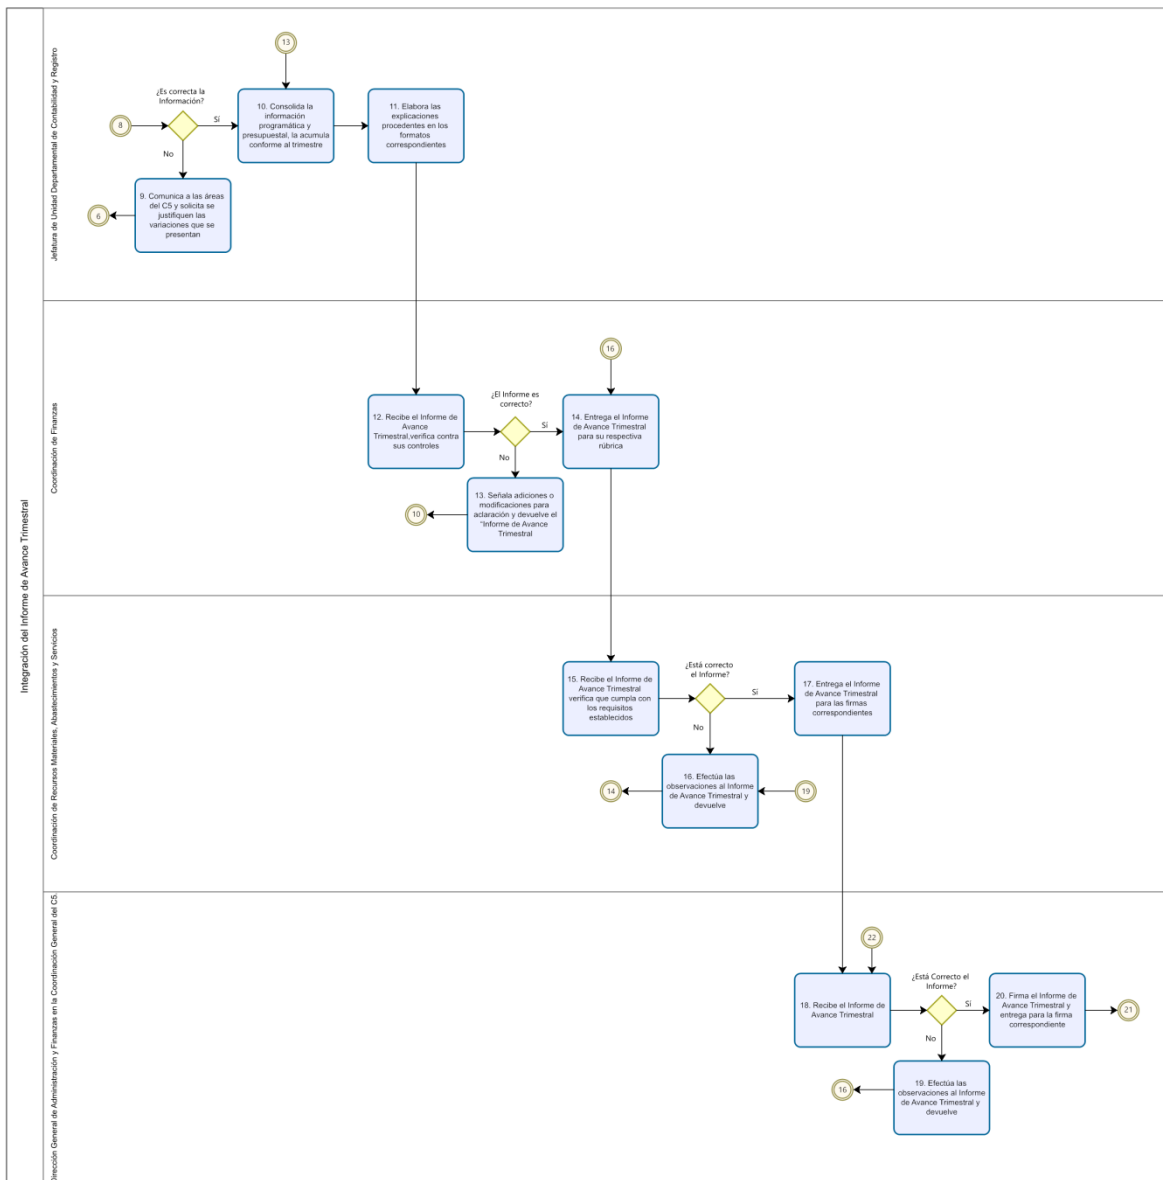 Integración del Informe de Avance Trimestral
Jefatura de Unidad Departamental de Contabilidad y Registro
13
¿Es correcta la
Información?
8
Sí
No
10. Consolida la
información
programática y
presupuestal, la acumula
conforme al trimestre
11. Elabora las
explicaciones
procedentes en los
formatos
correspondientes
9. Comunica a las áreas
del C5 y solicita se
justifiquen las
variaciones que se
presentan
6
Coordinación de Finanzas
16
¿El Informe es
correcto?
12. Recibe el Informe de
Avance
Trimestral,verifica contra
sus controles
Sí
No
14. Entrega el Informe
de Avance Trimestral
para su respectiva
rúbrica
13. Señala adiciones o
modificaciones para
aclaración y devuelve el
"Informe de Avance
Trimestral
10
Coordinación de Recursos Materiales, Abastecimientos y Servicios
15. Recibe el Informe de
Avance Trimestral
verifica que cumpla con
los requisitos
establecidos
¿Está correcto
el Informe?
Sí
No
17. Entrega el Informe
de Avance Trimestral
para las firmas
correspondientes
14
16. Efectúa las
observaciones al Informe
de Avance Trimestral y
devuelve
19
Dirección General de Administración y Finanzas en la Coordinación General del C5.
22
18. Recibe el Informe de
Avance Trimestral
¿Está Correcto el
Informe?
Sí
No
20. Firma el Informe de
Avance Trimestral y
entrega para la firma
correspondiente
21
16
19. Efectúa las
observaciones al Informe
de Avance Trimestral y
devuelve